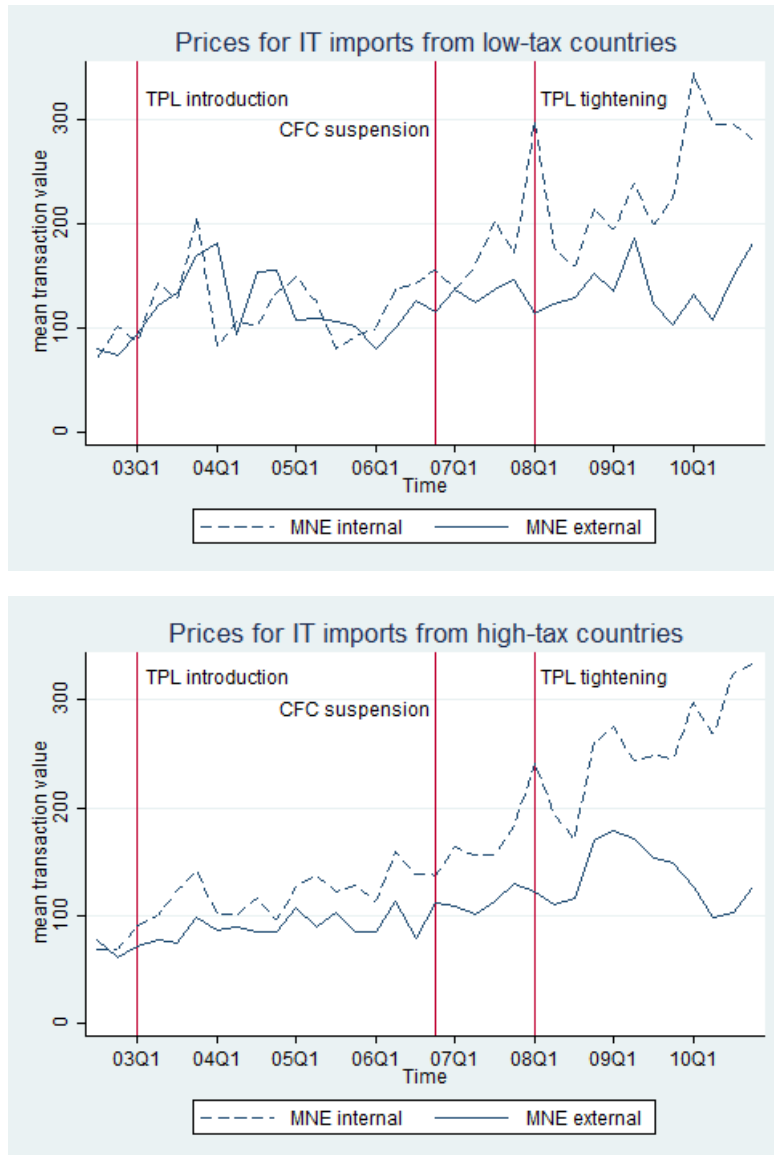 Prices for IT imports from low-tax countries
TPL introduction
CFC suspension
TPL tightening
mean transaction value
0
100
200
300
03Q1 04Q1 05Q1 06Q1 07Q1 08Q1 09Q1 10Q1
Time
MNE internal MNE external
Prices for IT imports from high-tax countries
TPL introduction
CFC suspension
TPL tightening
mean transaction value
0
100
200
300
03Q1 04Q1 05Q1 06Q1 07Q1 08Q1 09Q1 10Q1
Time
MNE internal MNE external